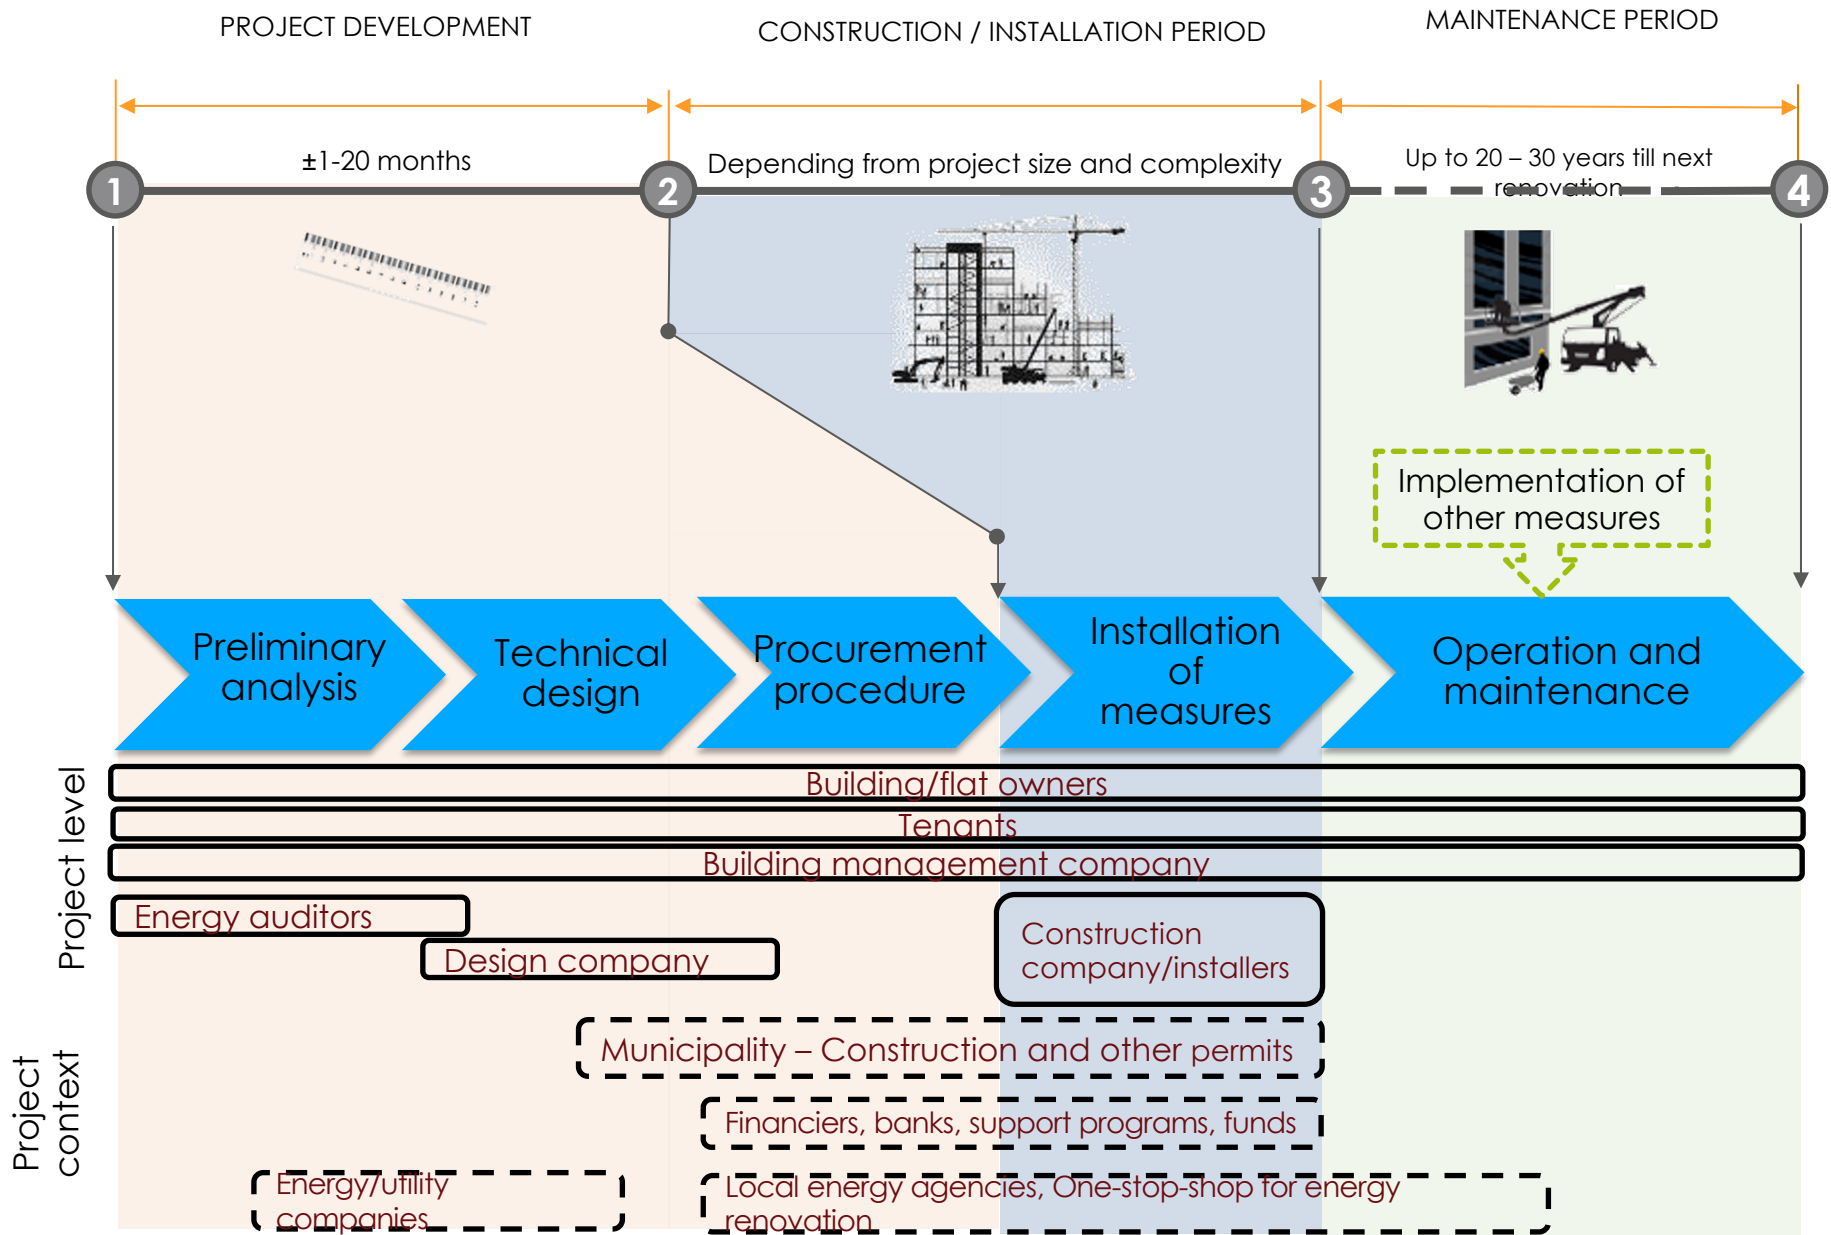 PROJECT DEVELOPMENT
CONSTRUCTION / INSTALLATION PERIOD
MAINTENANCE PERIOD
±1-20 months
Depending from project size and complexity
Up to 20 – 30 years till next
renovation
1
2
3
4
Implementation of
other measures
Preliminary
analysis
Technical
design
Procurement
procedure
Installation
of
measures
Operation and
maintenance
Project level
Building/flat owners
Tenants
Building management company
Energy auditors
Design company
Construction
company/installers
Project
context
Municipality – Construction and other permits
Financiers, banks, support programs, funds
Energy/utility
companies
Local energy agencies, One-stop-shop for energy
renovation